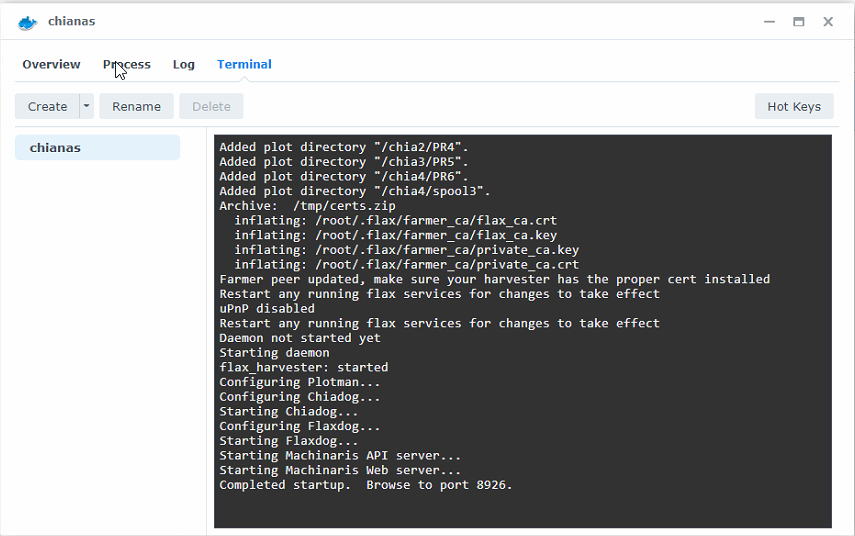 chianas
Overview Process Log Terminal
Create Rename Delete Hot Keys
chianas
Added plot directory "/chia2/PR4".
Added plot directory "/chia3/PR5".
Added plot directory "/chia4/PR6".
Added plot directory "/chia4/spool3".
Archive:  /tmp/certs.zip
  inflating: /root/.flax/farmer_ca/flax_ca.crt
  inflating: /root/.flax/farmer_ca/flax_ca.key
  inflating: /root/.flax/farmer_ca/private_ca.key
  inflating: /root/.flax/farmer_ca/private_ca.crt
Farmer peer updated, make sure your harvester has the proper cert installed
Restart any running flax services for changes to take effect
uPnP disabled
Restart any running flax services for changes to take effect
Daemon not started yet
Starting daemon
flax_harvester: started
Configuring Plotman...
Configuring Chiadog...
Starting Chiadog...
Configuring Flaxdog...
Starting Flaxdog...
Starting Machinaris API server...
Starting Machinaris Web server...
Completed startup.  Browse to port 8926.